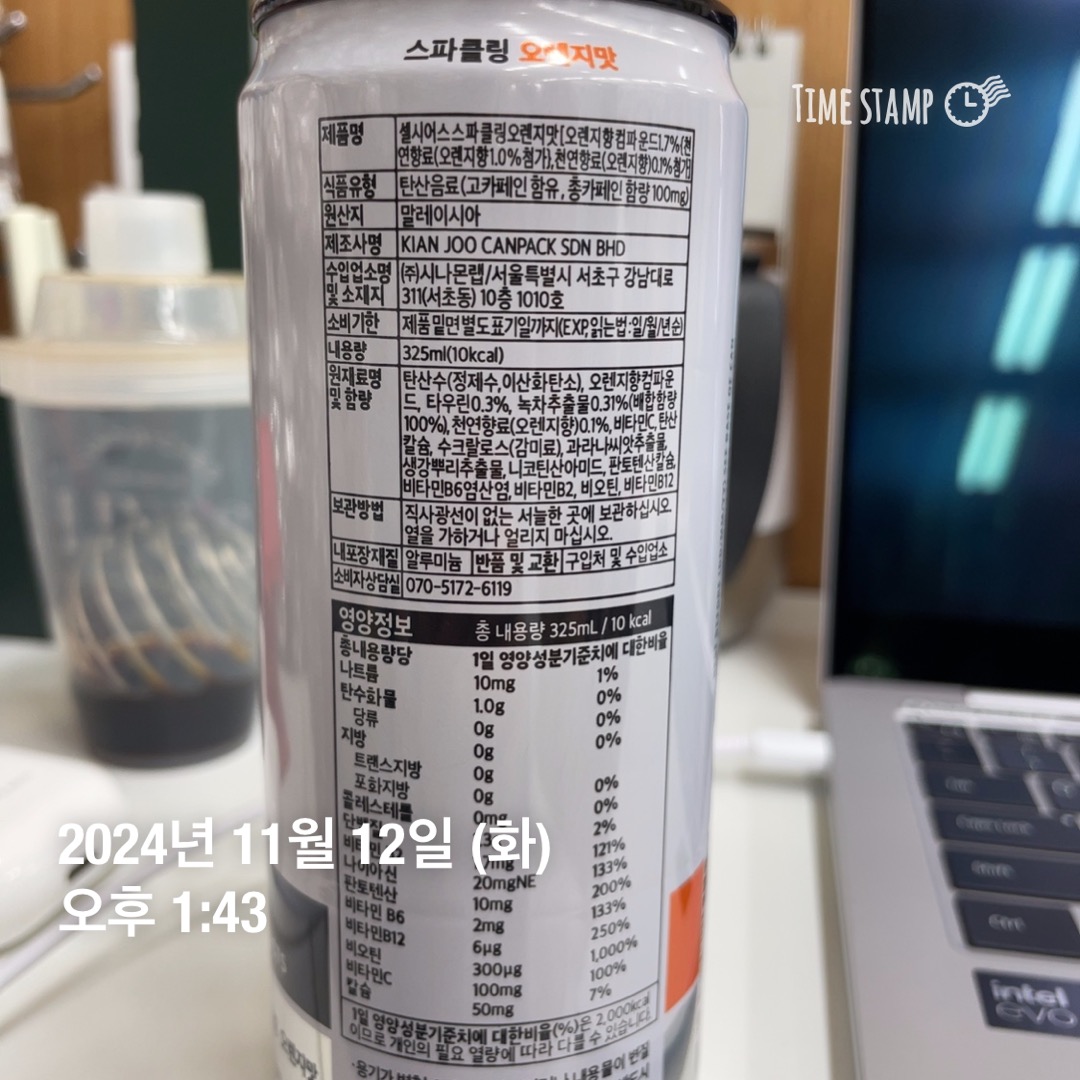 스파클링 오렌지맛
TIME STAMP
제품명 셀시어스스파클링오렌지맛[오렌지향컴파운드1.7%{천
연향료(오렌지향1.0%첨가},천연향료(오렌지향)0.1%첨가]
식품유형 탄산음료(고카페인 함유, 총카페인 함량 100mg)
원산지 말레이시아
제조사명 KIAN JOO CANPACK SDN BHD
수입업소명 및 소재지 (주)시나몬랩/서울특별시 서초구 강남대로
311(서초동) 10층 1010호
소비기한 제품 밑면 별도표기일까지(EXP,읽는법:일/월/년 순)
내용량 325ml(10kcal)
원재료명 및 함량 탄산수(정제수,이산화탄소), 오렌지향컴파운
드, 타우린0.3%, 녹차추출물0.31%(배합함량
100%), 천연향료(오렌지향)0.1%, 비타민C, 탄산
칼슘, 수크랄로스(감미료), 과라나씨앗추출물,
생강뿌리추출물, 니코틴산아미드, 판토텐산칼슘,
비타민B6염산염, 비타민B2, 비오틴, 비타민B12
보관방법 직사광선이 없는 서늘한 곳에 보관하십시오.
열을 가하거나 얼리지 마십시오.
내포장재질 알루미늄 반품 및 교환 구입처 및 수입업소
소비자상담실 070-5172-6119
영양정보 총 내용량 325mL / 10 kcal
총내용량당 1일 영양성분기준치에 대한비율
나트륨 10mg 1%
탄수화물 1.0g 0%
당류 0g 0%
지방 0g 0%
트랜스지방 0g
포화지방 0g 0%
콜레스테롤 0mg 0%
2%
121%
나이아신 20mgNE 133%
판토텐산 10mg 200%
비타민 B6 2mg 133%
비타민B12 6μg 250%
비오틴 300μg 1,000%
비타민C 100mg 100%
칼슘 50mg 7%
1일 영양성분기준치에 대한비율(%)은 2,000kcal
이므로 개인의 필요 열량에 따라 다를 수 있습니다.
내용물이 변질
2024년 11월 12일 (화)
오후 1:43
오렌지맛
Ctrl
intel
evo